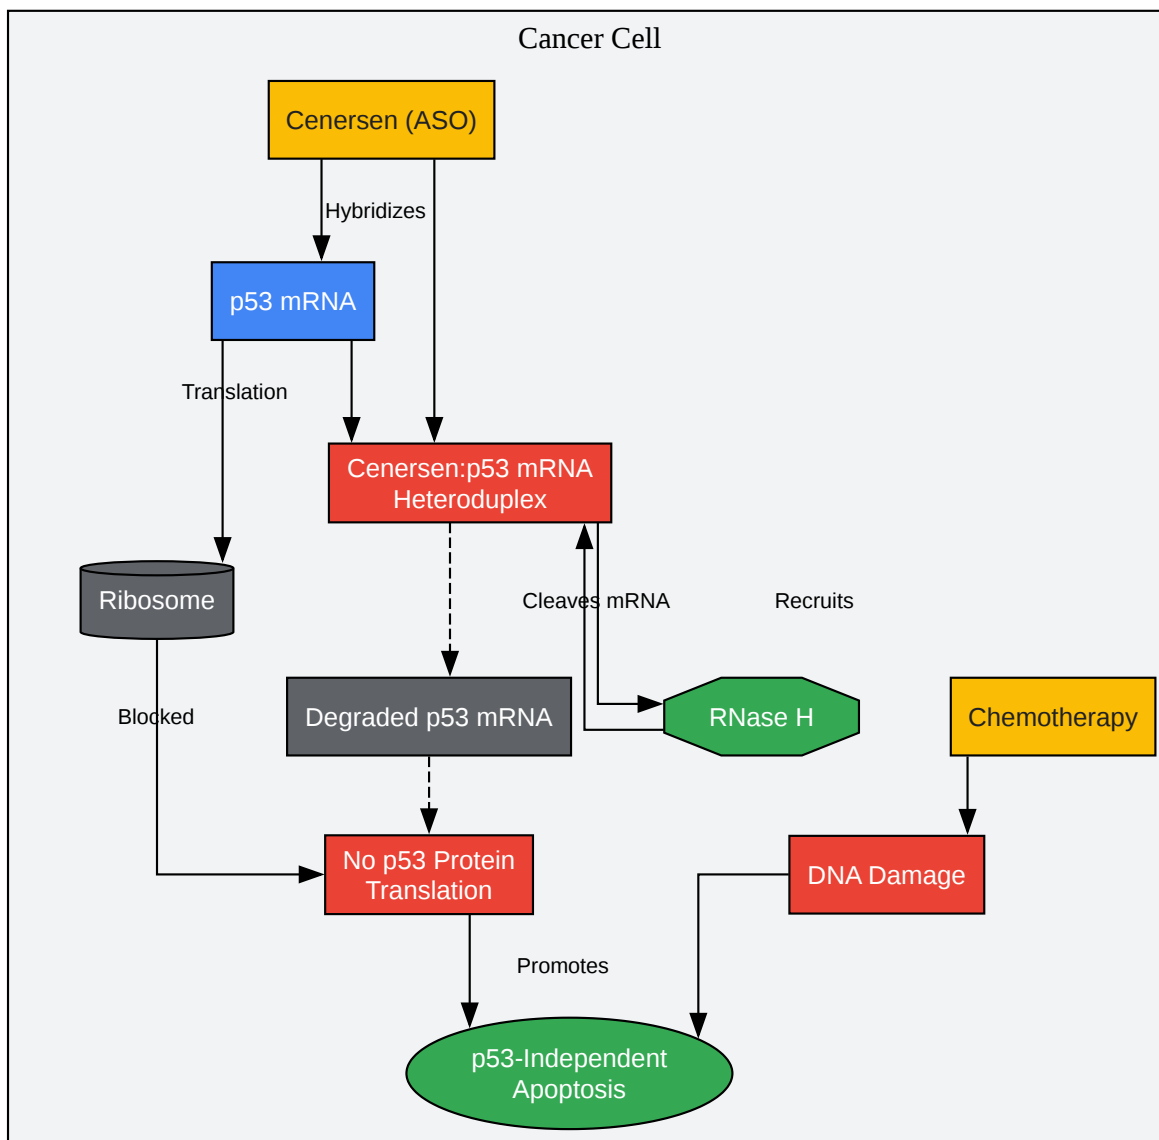 Cancer Cell
Cenersen (ASO)
Hybridizes
p53 mRNA
Translation
Cenersen:p53 mRNA
Heteroduplex
Ribosome
Cleaves mRNA
Recruits
Blocked
Degraded p53 mRNA
RNase H
Chemotherapy
No p53 Protein
Translation
DNA Damage
Promotes
p53-Independent
Apoptosis